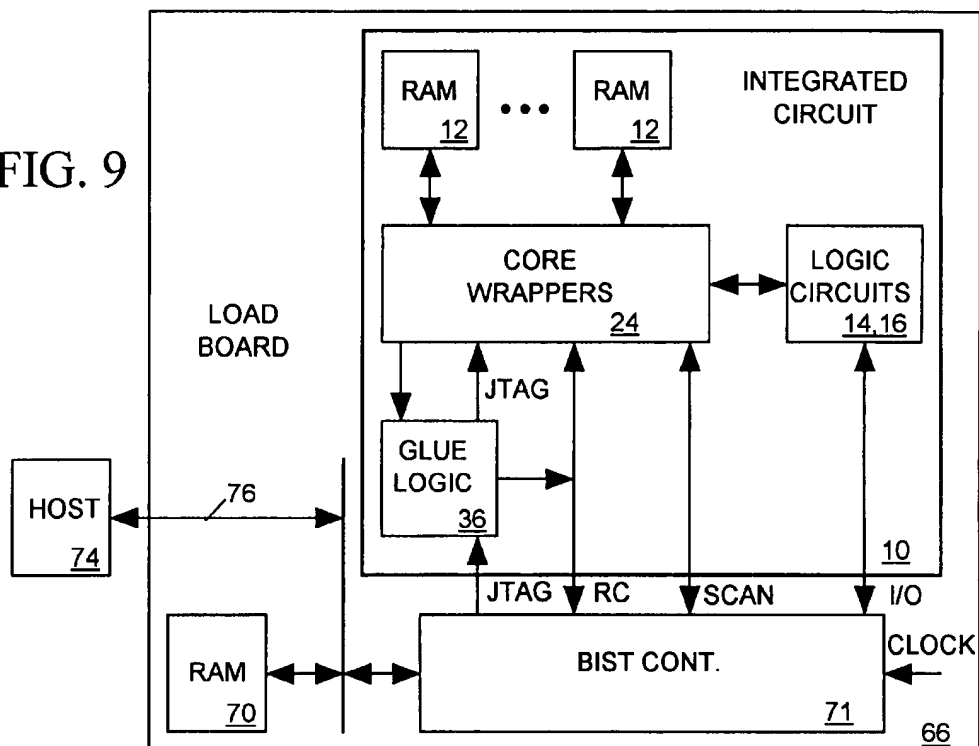 FIG. 9
RAM
12
RAM
12
INTEGRATED
CIRCUIT
CORE
WRAPPERS
24
LOGIC
CIRCUITS
14,16
LOAD
BOARD
JTAG
GLUE
LOGIC
36
HOST
74
76
10
JTAG
RC
SCAN
I/O
CLOCK
RAM
70
BIST CONT.
71
66